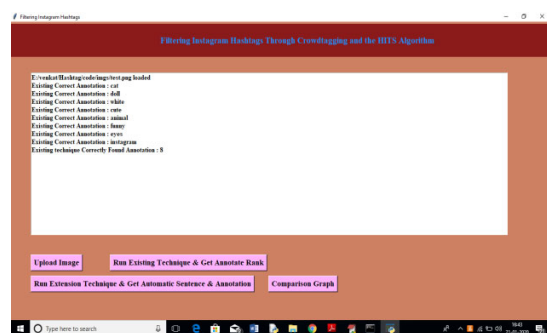 Filtering Instagram Hashtags
Filtering Instagram Hashtags Through Crowdtagging and the HITS Algorithm
E:/venkat/Hashtag/code/imgs/test.png loaded
Existing Correct Annotation : cat
Existing Correct Annotation : doll
Existing Correct Annotation : white
Existing Correct Annotation : cute
Existing Correct Annotation : animal
Existing Correct Annotation : funny
Existing Correct Annotation : eyes
Existing Correct Annotation : instagram
Existing technique Correctly Found Annotation : 8
Upload Image
Run Existing Technique & Get Annotate Rank
Run Extension Technique & Get Automatic Sentence & Annotation
Comparison Graph
Type here to search